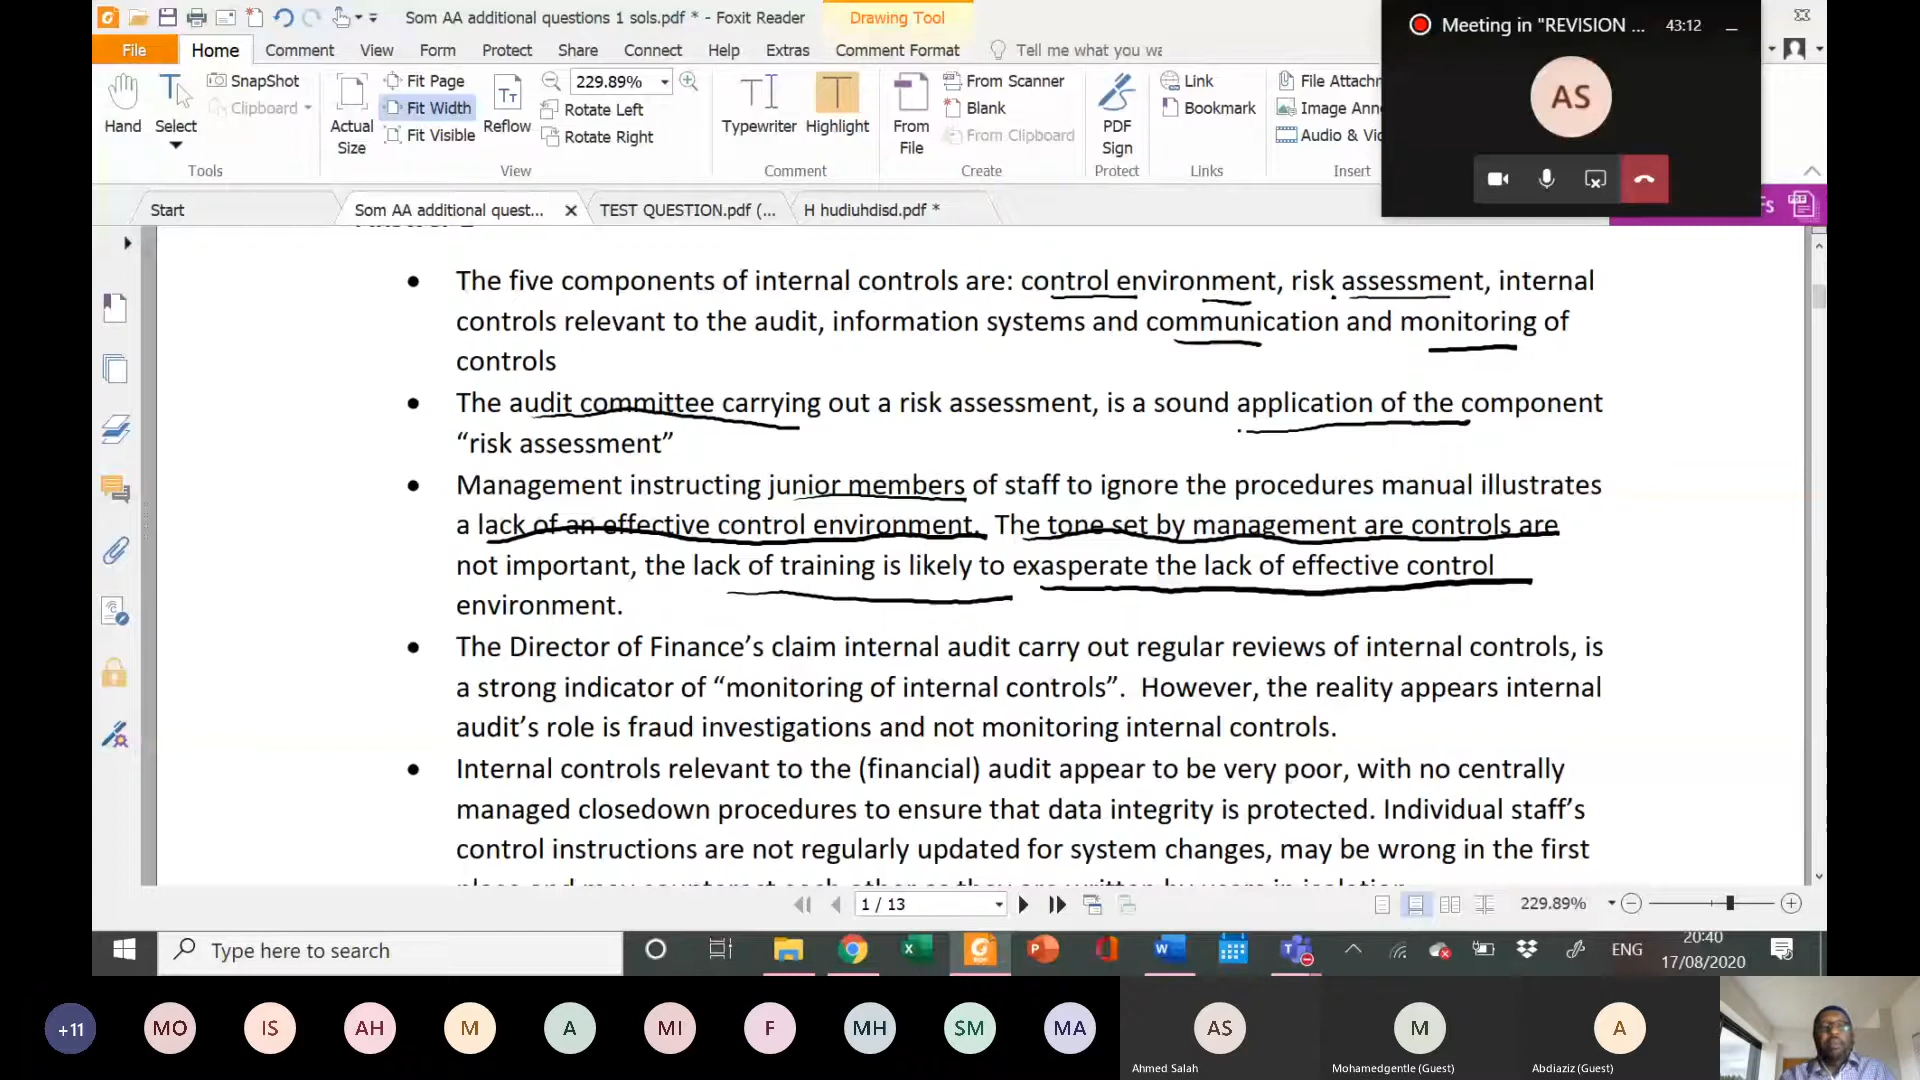 Som AA additional questions 1 sols.pdf * - Foxit Reader
Drawing Tool
Meeting in "REVISION ...
43:12
File
Home
Comment
View
Form
Protect
Share
Connect
Help
Extras
Comment Format
Tell me what you wa
AS
Hand
Select
SnapShot
Clipboard
Tools
Actual Size
Fit Page
Fit Width
Fit Visible
Reflow
229.89%
Rotate Left
Rotate Right
View
Typewriter
Highlight
Comment
From File
From Scanner
Blank
From Clipboard
Create
PDF Sign
Protect
Link
Bookmark
Links
File Attachm
Image Ann
Audio & Vid
Insert
Start
Som AA additional quest...
TEST QUESTION.pdf (...
H hudiuhdisd.pdf *
• The five components of internal controls are: control environment, risk assessment, internal
controls relevant to the audit, information systems and communication and monitoring of
controls
• The audit committee carrying out a risk assessment, is a sound application of the component
“risk assessment”
• Management instructing junior members of staff to ignore the procedures manual illustrates
a lack of an effective control environment. The tone set by management are controls are
not important, the lack of training is likely to exasperate the lack of effective control
environment.
• The Director of Finance’s claim internal audit carry out regular reviews of internal controls, is
a strong indicator of “monitoring of internal controls”. However, the reality appears internal
audit’s role is fraud investigations and not monitoring internal controls.
• Internal controls relevant to the (financial) audit appear to be very poor, with no centrally
managed closedown procedures to ensure that data integrity is protected. Individual staff’s
control instructions are not regularly updated for system changes, may be wrong in the first
1 / 13
229.89%
Type here to search
ENG
20:40
17/08/2020
+11
MO
IS
AH
M
A
MI
F
MH
SM
MA
AS
Ahmed Salah
M
Mohamedgentle (Guest)
A
Abdiaziz (Guest)